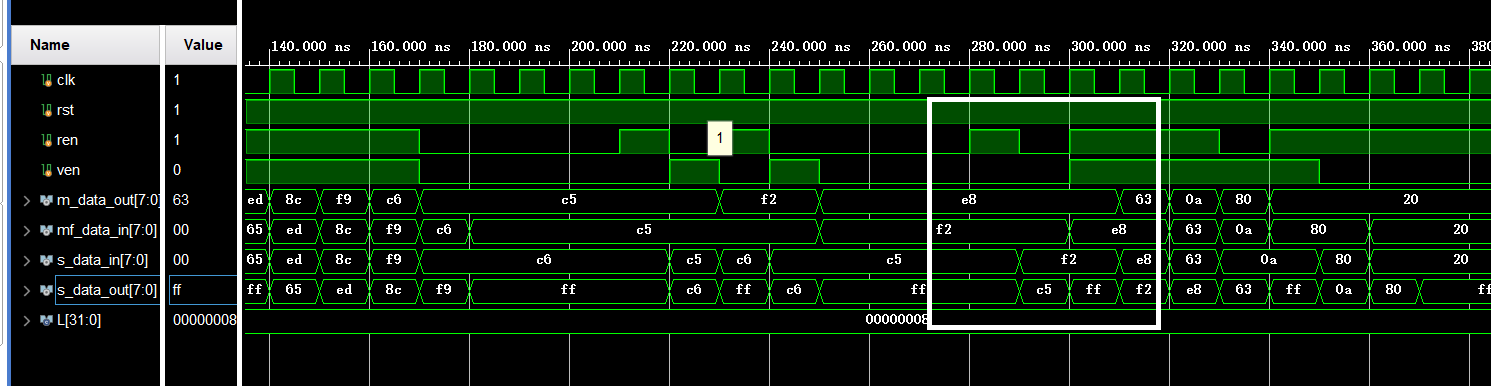 Name Value 140.000 ns 160.000 ns 180.000 ns 200.000 ns 220.000 ns 240.000 ns 260.000 ns 280.000 ns 300.000 ns 320.000 ns 340.000 ns 360.000 ns 380
clk 1
rst 1
ren 1 1
ven 0
m_data_out[7:0] 63 ed 8c f9 c6 c5 f2 e8 63 0a 80 20
mf_data_in[7:0] 00 65 ed 8c f9 c6 c5 f2 e8 63 0a 80 20
s_data_in[7:0] 00 65 ed 8c f9 c6 c5 c6 c5 f2 e8 63 0a 80 20
s_data_out[7:0] ff ff 65 ed 8c f9 ff c6 ff c6 ff c5 ff f2 e8 63 ff 0a 80 ff
L[31:0] 00000008 00000008